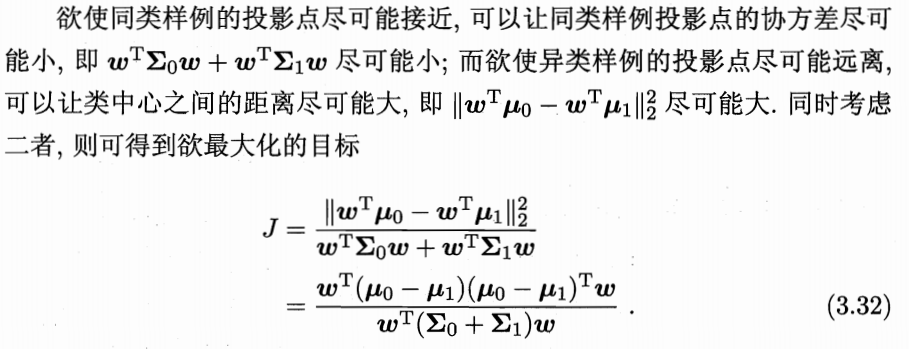 欲使同类样例的投影点尽可能接近, 可以让同类样例投影点的协方差尽可
能小, 即 $\boldsymbol{w}^{\mathrm{T}}\boldsymbol{\Sigma}_0\boldsymbol{w} + \boldsymbol{w}^{\mathrm{T}}\boldsymbol{\Sigma}_1\boldsymbol{w}$ 尽可能小; 而欲使异类样例的投影点尽可能远离,
可以让类中心之间的距离尽可能大, 即 $\|\boldsymbol{w}^{\mathrm{T}}\boldsymbol{\mu}_0 - \boldsymbol{w}^{\mathrm{T}}\boldsymbol{\mu}_1\|_2^2$ 尽可能大. 同时考虑
二者, 则可得到欲最大化的目标
$J = \dfrac{\|\boldsymbol{w}^{\mathrm{T}}\boldsymbol{\mu}_0 - \boldsymbol{w}^{\mathrm{T}}\boldsymbol{\mu}_1\|_2^2}{\boldsymbol{w}^{\mathrm{T}}\boldsymbol{\Sigma}_0\boldsymbol{w} + \boldsymbol{w}^{\mathrm{T}}\boldsymbol{\Sigma}_1\boldsymbol{w}}$
$= \dfrac{\boldsymbol{w}^{\mathrm{T}}(\boldsymbol{\mu}_0 - \boldsymbol{\mu}_1)(\boldsymbol{\mu}_0 - \boldsymbol{\mu}_1)^{\mathrm{T}}\boldsymbol{w}}{\boldsymbol{w}^{\mathrm{T}}(\boldsymbol{\Sigma}_0 + \boldsymbol{\Sigma}_1)\boldsymbol{w}}$ . (3.32)